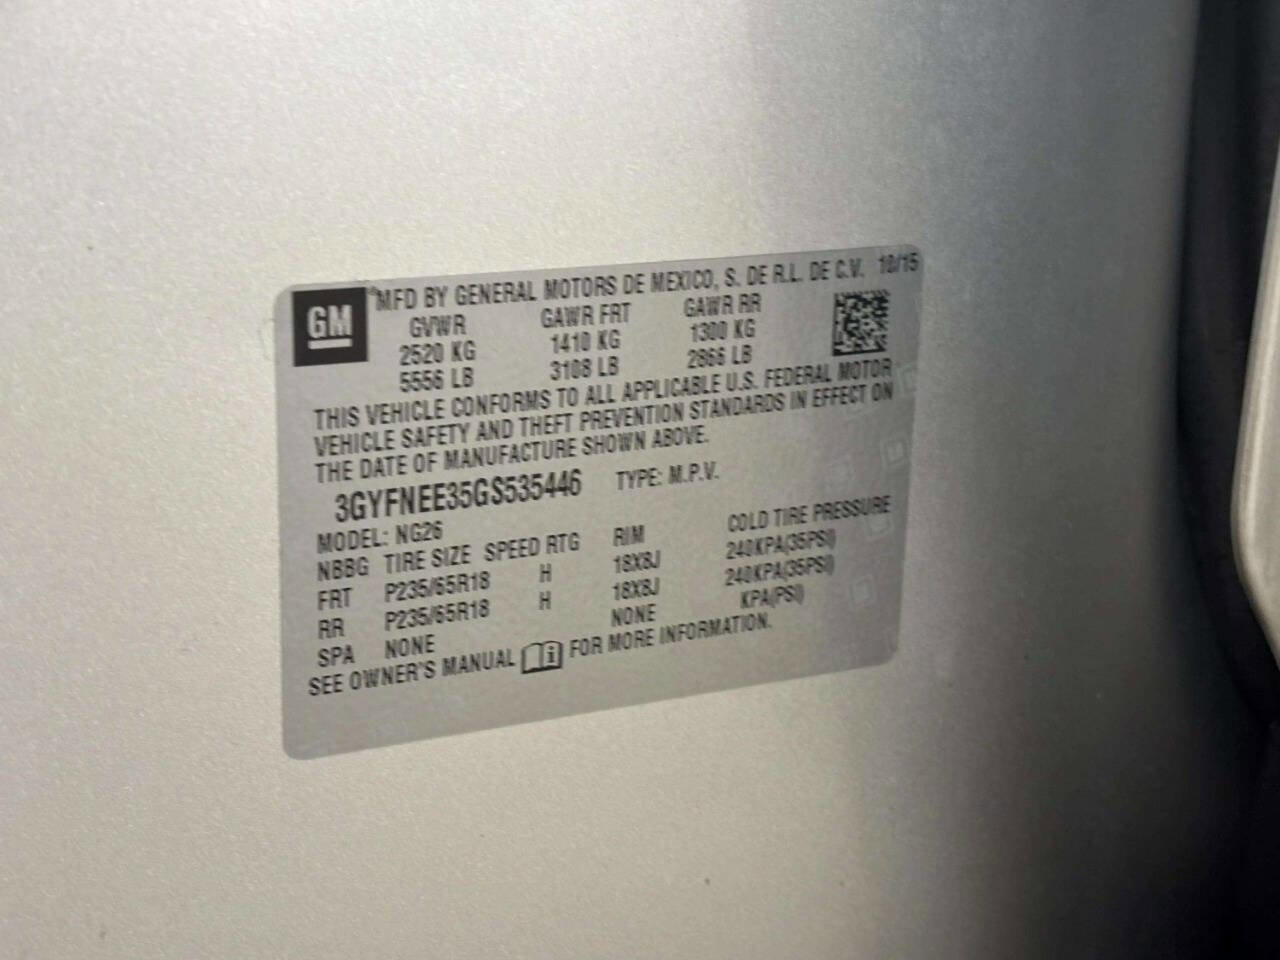 GM
MFD BY GENERAL MOTORS DE MEXICO, S. DE R.L. DE C.V. 10/15
GVWR GAWR FRT GAWR RR
2520 KG 1410 KG 1300 KG
5556 LB 3108 LB 2866 LB
THIS VEHICLE CONFORMS TO ALL APPLICABLE U.S. FEDERAL MOTOR
VEHICLE SAFETY AND THEFT PREVENTION STANDARDS IN EFFECT ON
THE DATE OF MANUFACTURE SHOWN ABOVE.
3GYFNEE35GS535446 TYPE: M.P.V.
MODEL: NG26
NBBG TIRE SIZE SPEED RTG RIM COLD TIRE PRESSURE
FRT P235/65R18 H 18X8J 240KPA(35PSI)
RR P235/65R18 H 18X8J 240KPA(35PSI)
SPA NONE NONE KPA(PSI)
SEE OWNER'S MANUAL i FOR MORE INFORMATION.